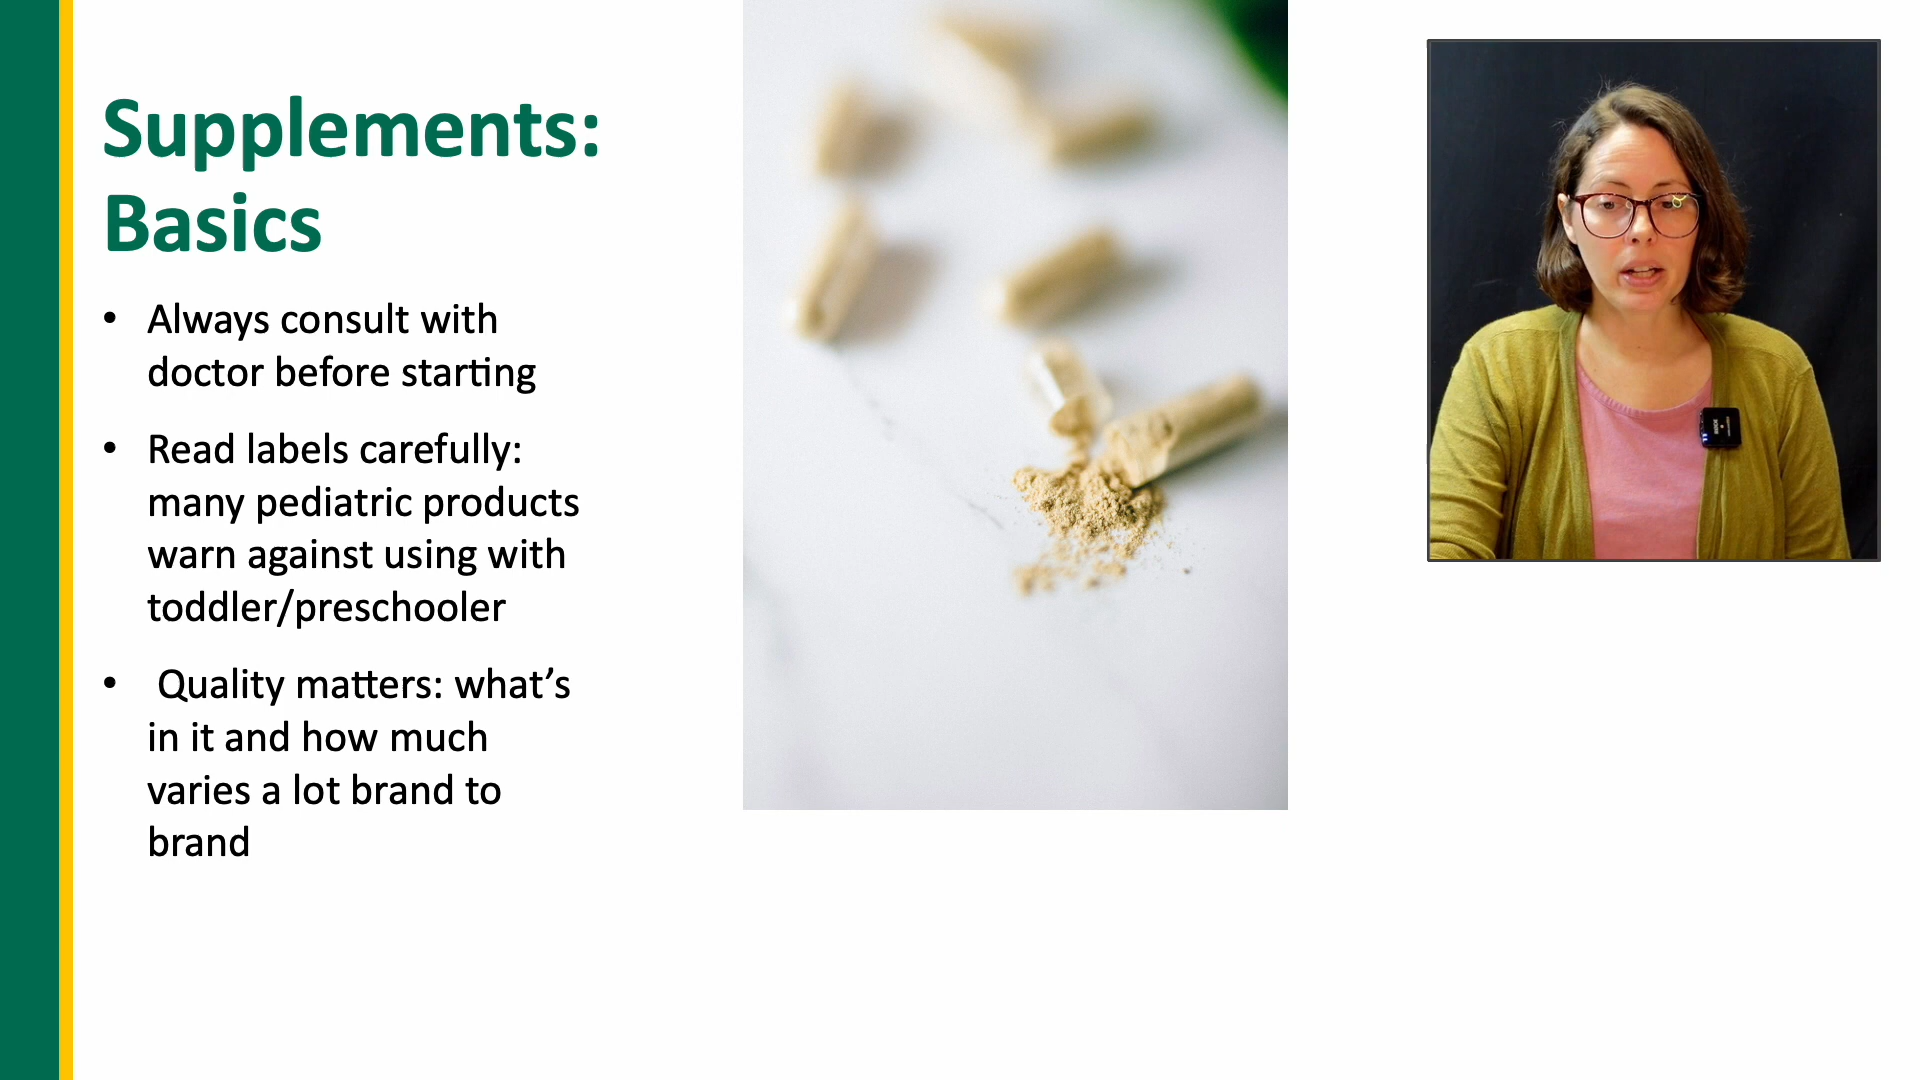 Supplements:
Basics
• Always consult with
doctor before starting
• Read labels carefully:
many pediatric products
warn against using with
toddler/preschooler
• Quality matters: what’s
in it and how much
varies a lot brand to
brand